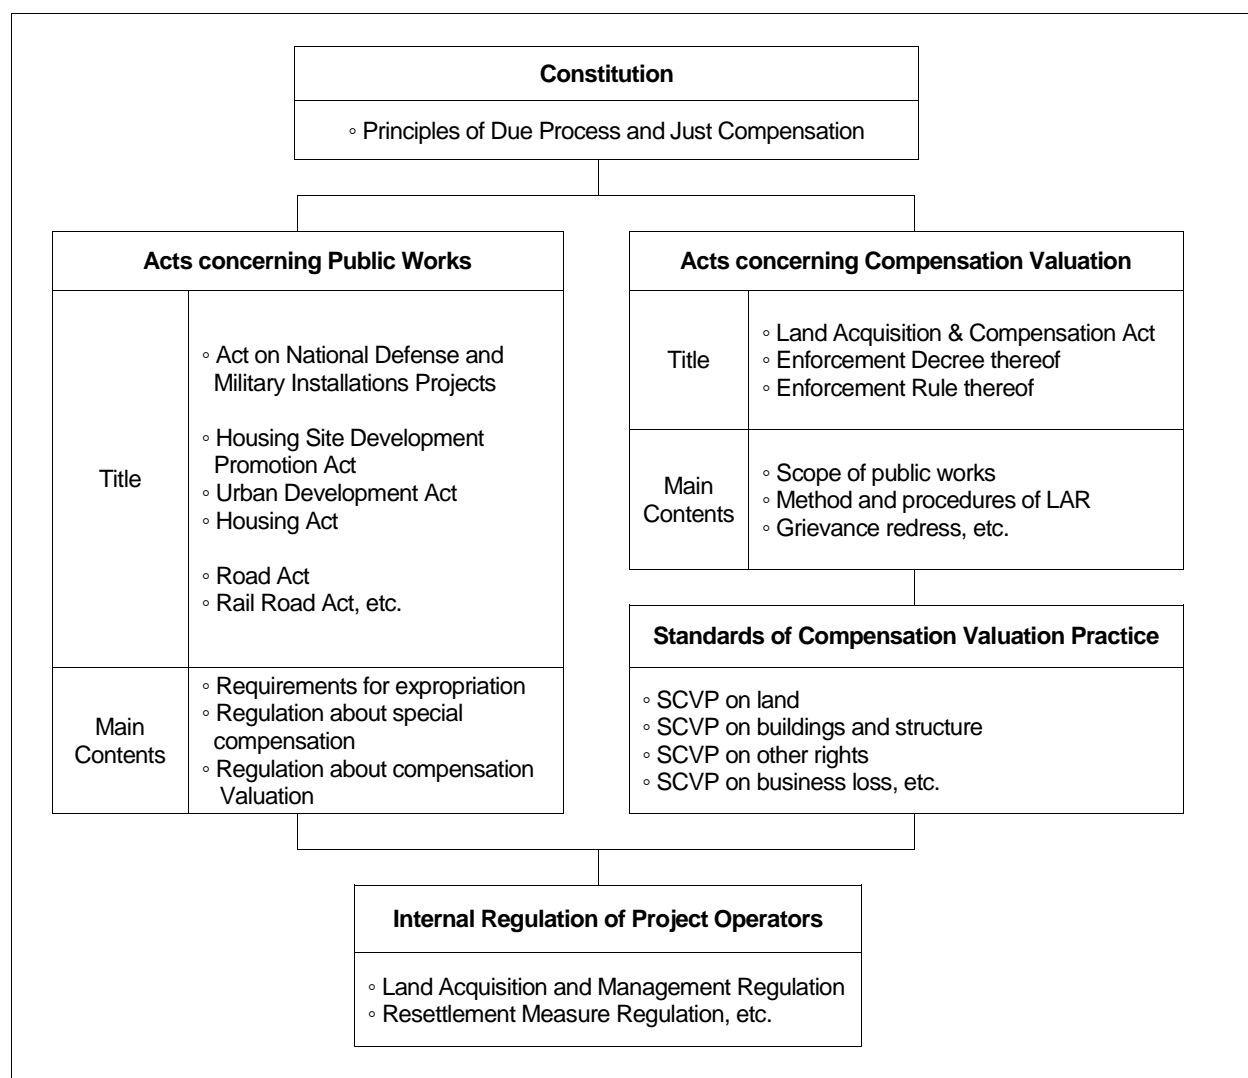 Constitution
◦ Principles of Due Process and Just Compensation
Acts concerning Public Works
Title
◦ Act on National Defense and
Military Installations Projects
◦ Housing Site Development
Promotion Act
◦ Urban Development Act
◦ Housing Act
◦ Road Act
◦ Rail Road Act, etc.
Main
Contents
◦ Requirements for expropriation
◦ Regulation about special
compensation
◦ Regulation about compensation
Valuation
Acts concerning Compensation Valuation
Title
◦ Land Acquisition & Compensation Act
◦ Enforcement Decree thereof
◦ Enforcement Rule thereof
Main
Contents
◦ Scope of public works
◦ Method and procedures of LAR
◦ Grievance redress, etc.
Standards of Compensation Valuation Practice
◦ SCVP on land
◦ SCVP on buildings and structure
◦ SCVP on other rights
◦ SCVP on business loss, etc.
Internal Regulation of Project Operators
◦ Land Acquisition and Management Regulation
◦ Resettlement Measure Regulation, etc.